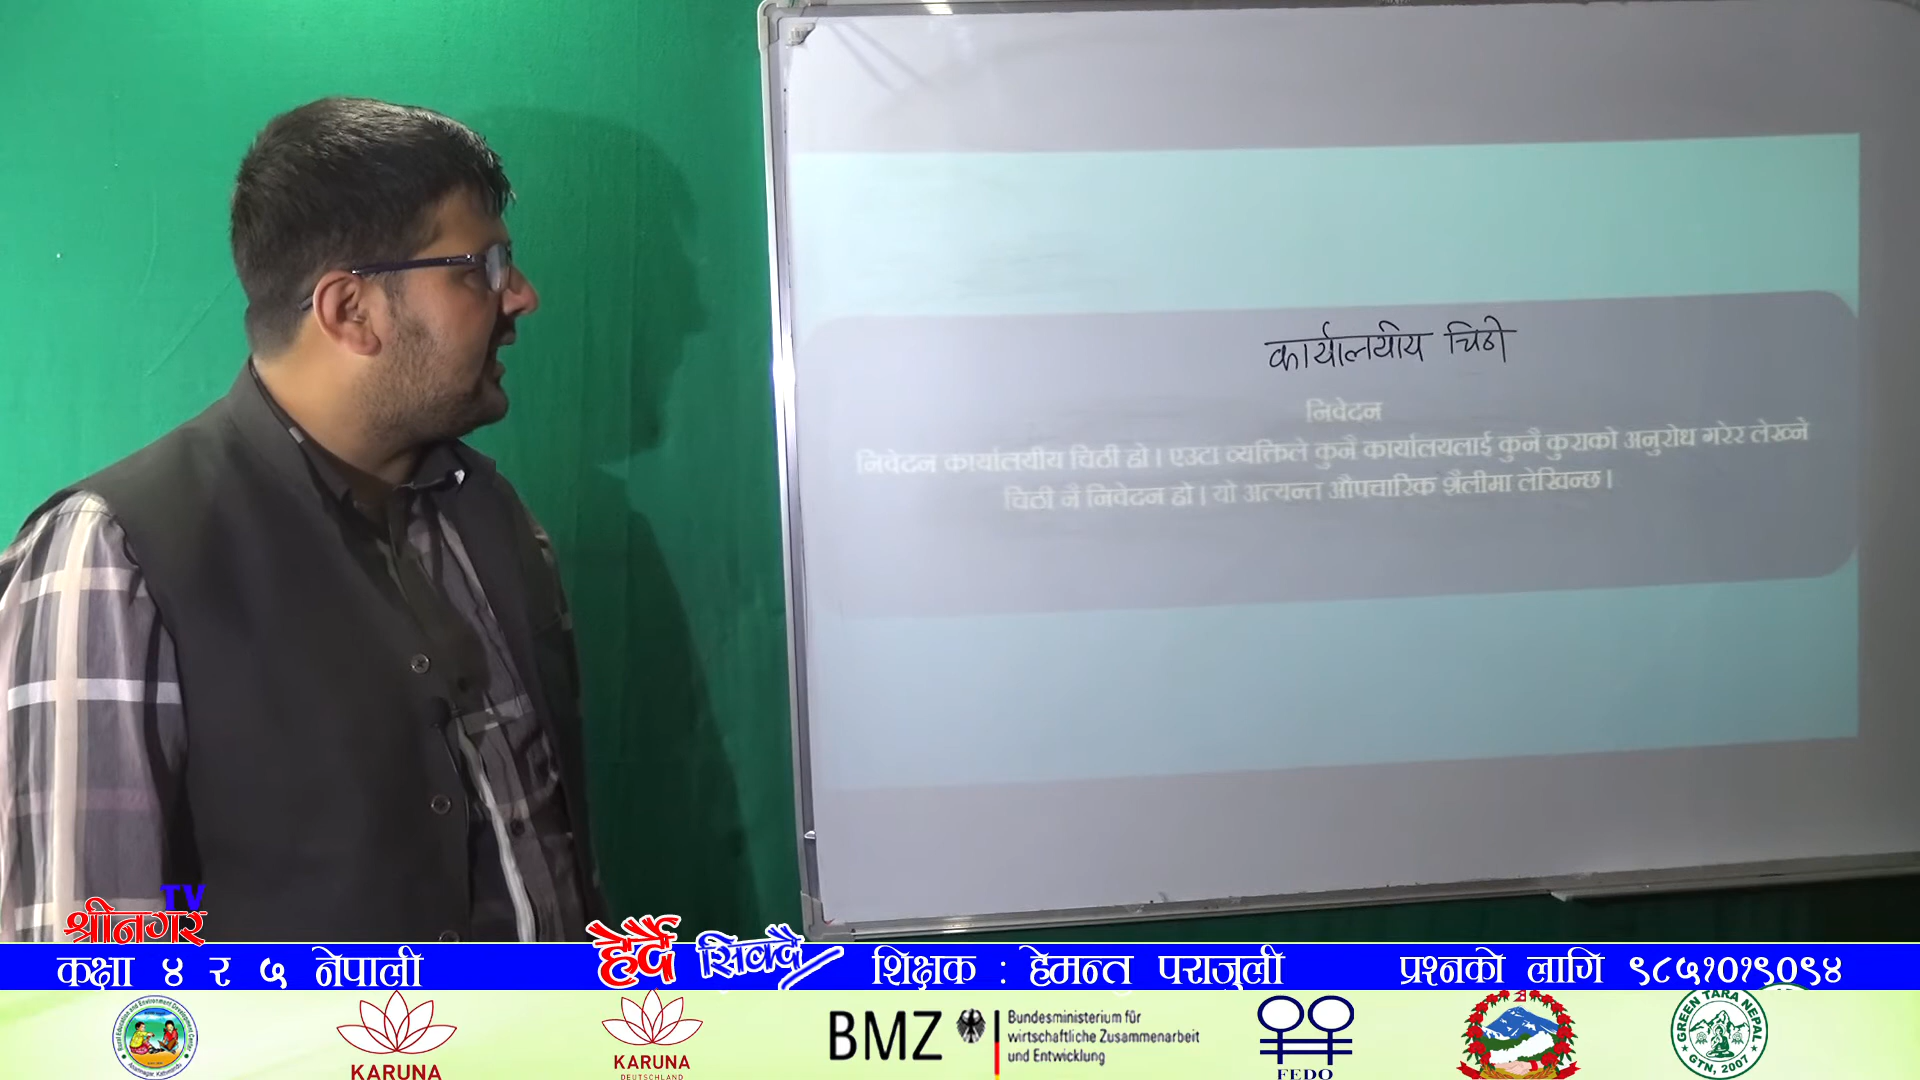 कार्यालयीय चिठी
निवेदन
निवेदन कार्यालयीय चिठी हो । एउटा व्यक्तिले कुनै कार्यालयलाई कुनै कुराको अनुरोध गरेर लेख्ने
चिठी नै निवेदन हो । यो अत्यन्त औपचारिक शैलीमा लेखिन्छ ।
TV
श्रीनगर
कक्षा ४ र ५ नेपाली
हेर्दै सिक्दै
शिक्षक : हेमन्त पराजुली
प्रश्नको लागि ९८५१०१९०९४
KARUNA
KARUNA
DEUTSCHLAND
BMZ
Bundesministerium für
wirtschaftliche Zusammenarbeit
und Entwicklung
FEDO
GREEN TARA NEPAL
GTN, 2007